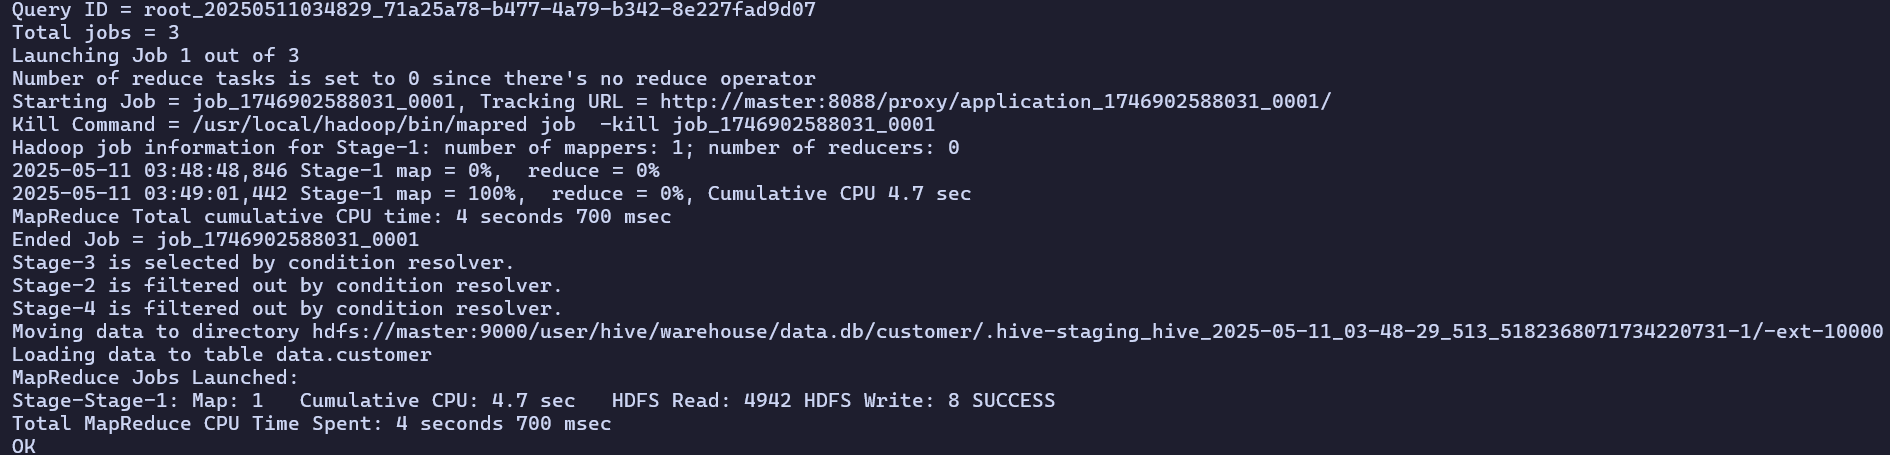 Query ID = root_20250511034829_71a25a78-b477-4a79-b342-8e227fad9d07
Total jobs = 3
Launching Job 1 out of 3
Number of reduce tasks is set to 0 since there's no reduce operator
Starting Job = job_1746902588031_0001, Tracking URL = http://master:8088/proxy/application_1746902588031_0001/
Kill Command = /usr/local/hadoop/bin/mapred job  -kill job_1746902588031_0001
Hadoop job information for Stage-1: number of mappers: 1; number of reducers: 0
2025-05-11 03:48:48,846 Stage-1 map = 0%,  reduce = 0%
2025-05-11 03:49:01,442 Stage-1 map = 100%,  reduce = 0%, Cumulative CPU 4.7 sec
MapReduce Total cumulative CPU time: 4 seconds 700 msec
Ended Job = job_1746902588031_0001
Stage-3 is selected by condition resolver.
Stage-2 is filtered out by condition resolver.
Stage-4 is filtered out by condition resolver.
Moving data to directory hdfs://master:9000/user/hive/warehouse/data.db/customer/.hive-staging_hive_2025-05-11_03-48-29_513_5182368071734220731-1/-ext-10000
Loading data to table data.customer
MapReduce Jobs Launched:
Stage-Stage-1: Map: 1   Cumulative CPU: 4.7 sec   HDFS Read: 4942 HDFS Write: 8 SUCCESS
Total MapReduce CPU Time Spent: 4 seconds 700 msec
OK